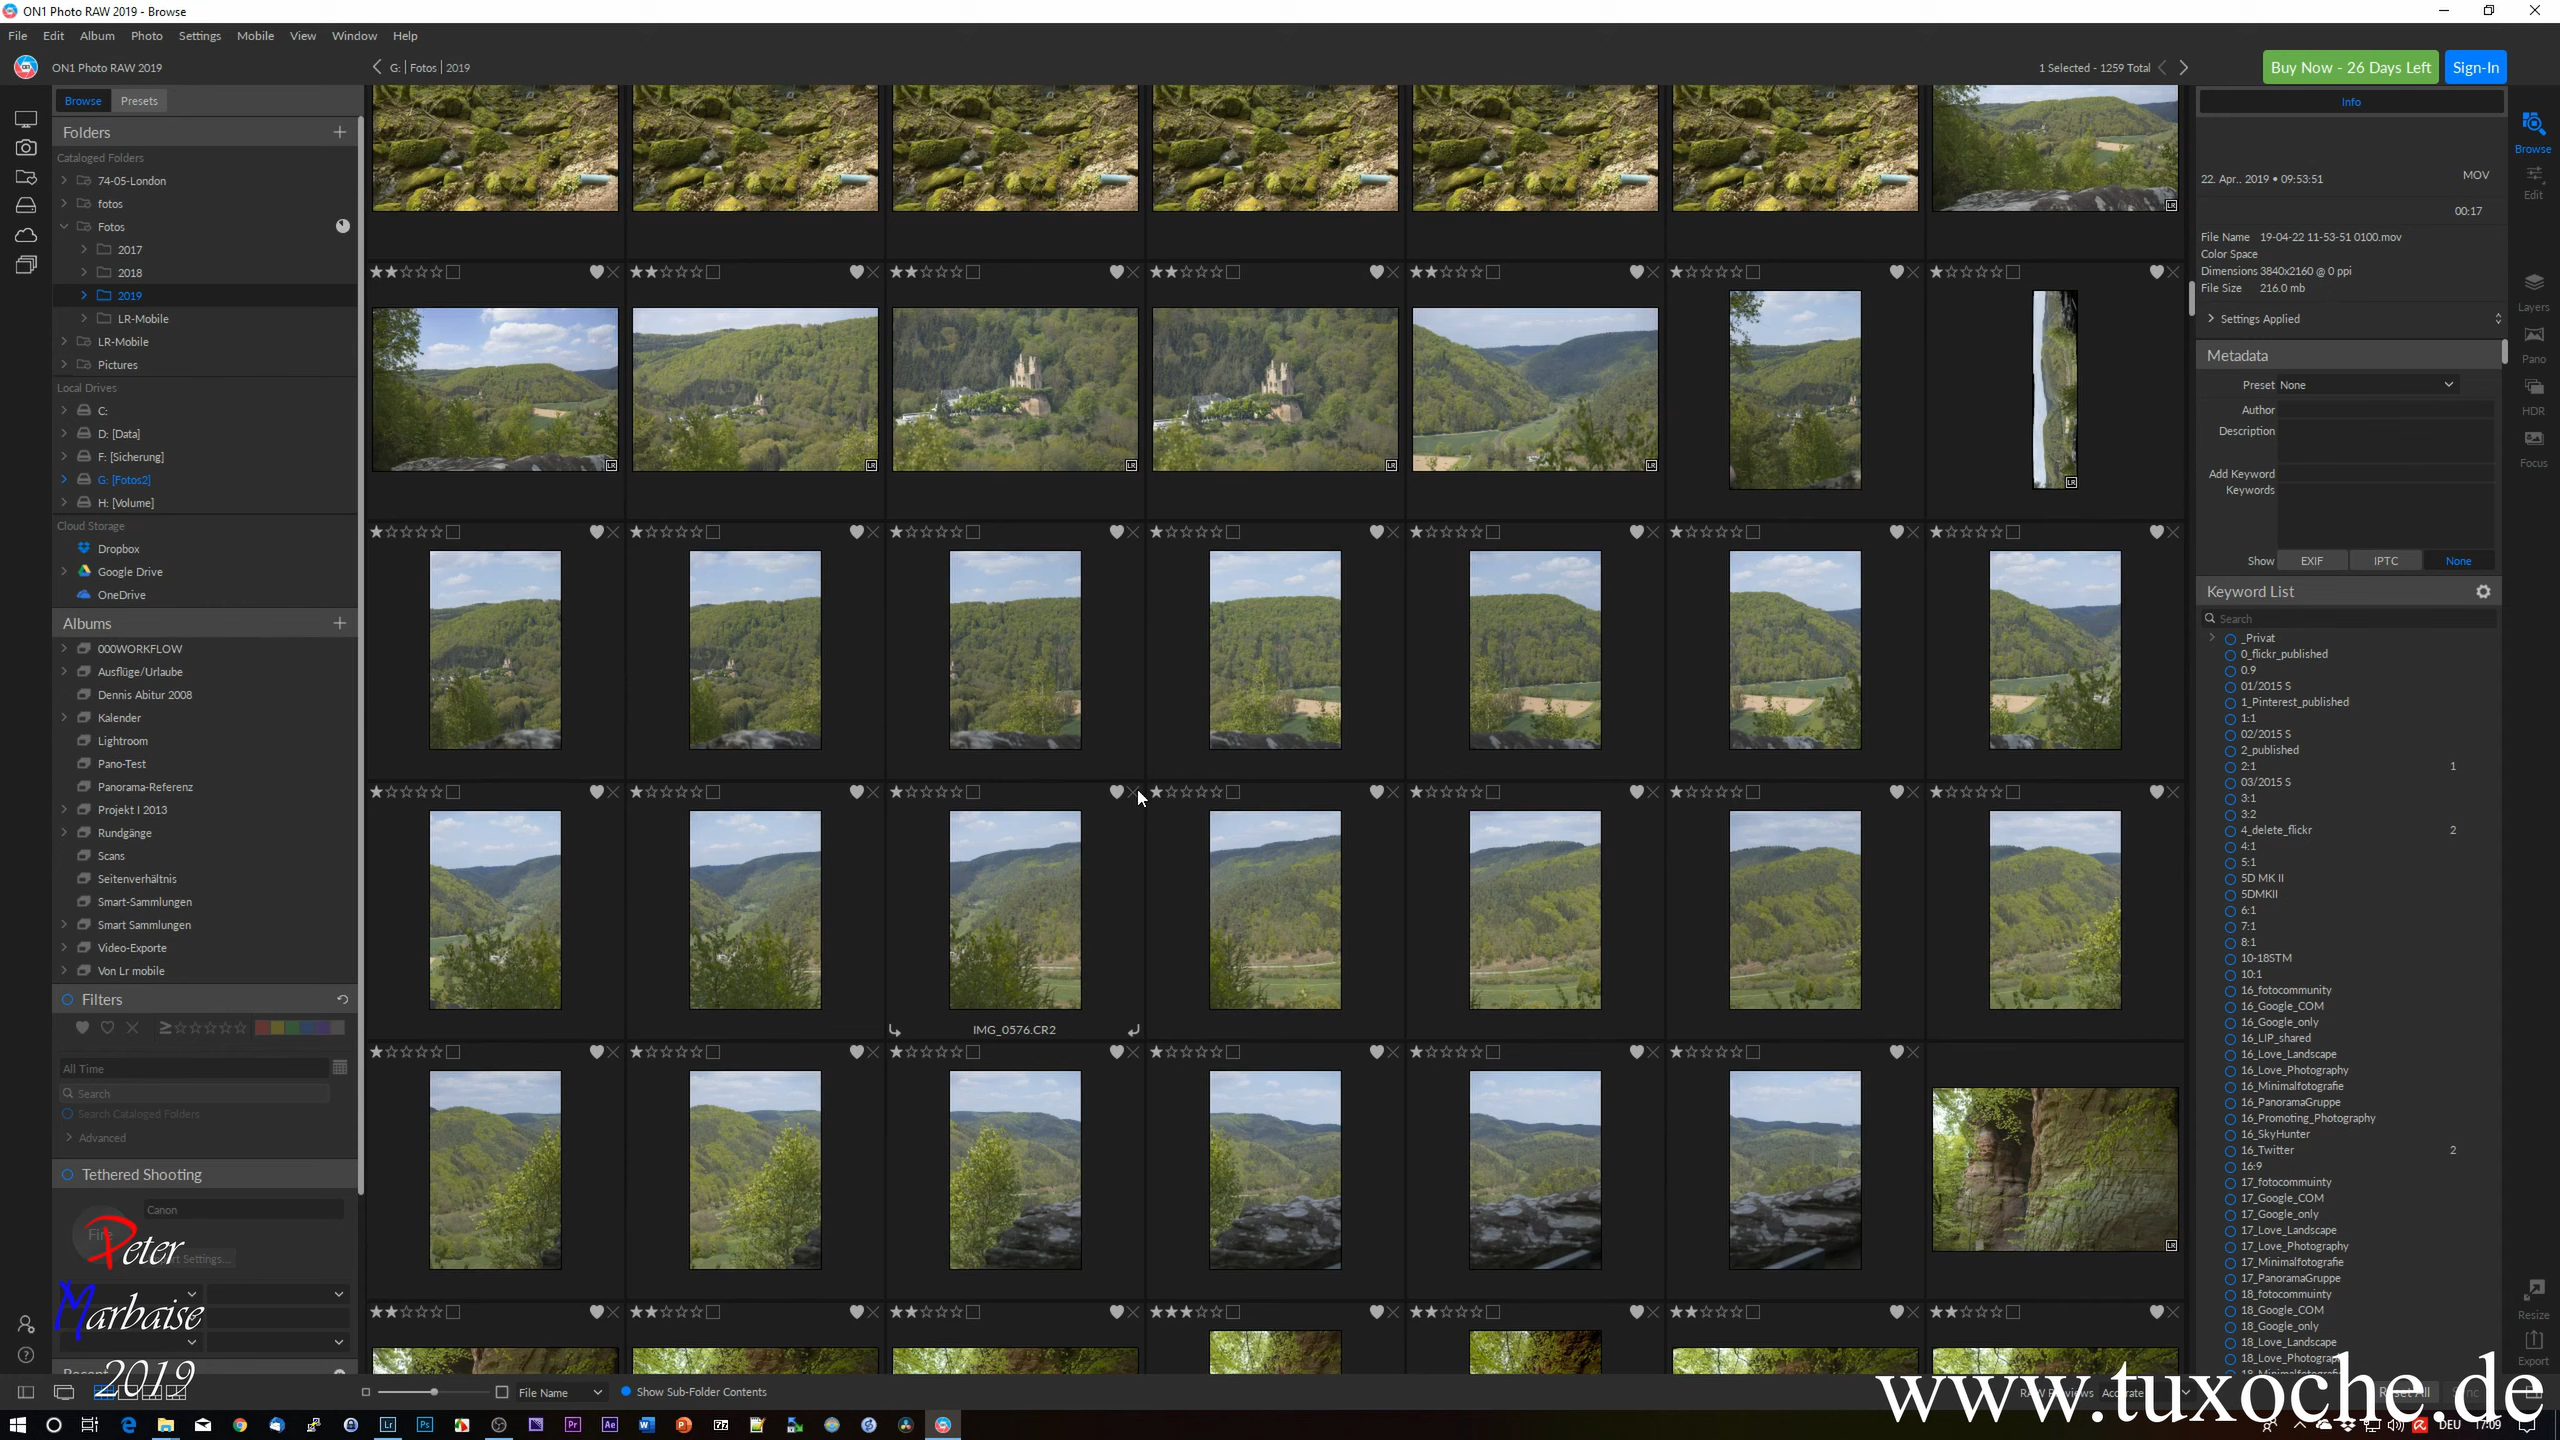 ON1 Photo RAW 2019 - Browse
File Edit Album Photo Settings Mobile View Window Help
ON1 Photo RAW 2019
G: Fotos 2019
1 Selected - 1259 Total
Buy Now - 26 Days Left
Sign-In
Browse Presets
Folders
Cataloged Folders
74-05-London
fotos
Fotos
2017
2018
2019
LR-Mobile
LR-Mobile
Pictures
Local Drives
C:
D: [Data]
F: [Sicherung]
G: [Fotos2]
H: [Volume]
Cloud Storage
Dropbox
Google Drive
OneDrive
Albums
000WORKFLOW
Ausflüge/Urlaube
Dennis Abitur 2008
Kalender
Lightroom
Pano-Test
Panorama-Referenz
Projekt I 2013
Rundgänge
Scans
Seitenverhältnis
Smart-Sammlungen
Smart Sammlungen
Video-Exporte
Von Lr mobile
Filters
All Time
Search
Search Cataloged Folders
Advanced
Tethered Shooting
Canon
Settings...
Peter
Marbaise
2019
IMG_0576.CR2
File Name
Show Sub-Folder Contents
Info
22. Apr.. 2019 • 09:53:51 MOV
00:17
File Name 19-04-22 11-53-51 0100.mov
Color Space
Dimensions 3840x2160 @ 0 ppi
File Size 216.0 mb
Settings Applied
Metadata
Preset None
Author
Description
Add Keyword
Keywords
Show EXIF IPTC None
Keyword List
Search
_Privat
0_flickr_published
0.9
01/2015 S
1_Pinterest_published
1:1
02/2015 S
2_published
2:1 1
03/2015 S
3:1
3:2
4_delete_flickr 2
4:1
5:1
5D MK II
5DMKII
6:1
7:1
8:1
10-18STM
10:1
16_fotocommunity
16_Google_COM
16_Google_only
16_LIP_shared
16_Love_Landscape
16_Love_Photography
16_Minimalfotografie
16_PanoramaGruppe
16_Promoting_Photography
16_SkyHunter
16_Twitter 2
16:9
17_fotocommuinty
17_Google_COM
17_Google_only
17_Love_Landscape
17_Love_Photography
17_Minimalfotografie
17_PanoramaGruppe
18_fotocommuinty
18_Google_COM
18_Google_only
18_Love_Landscape
Browse
Edit
Layers
Pano
HDR
Focus
Resize
Export
Reset All
www.tuxoche.de
DEU 17:09